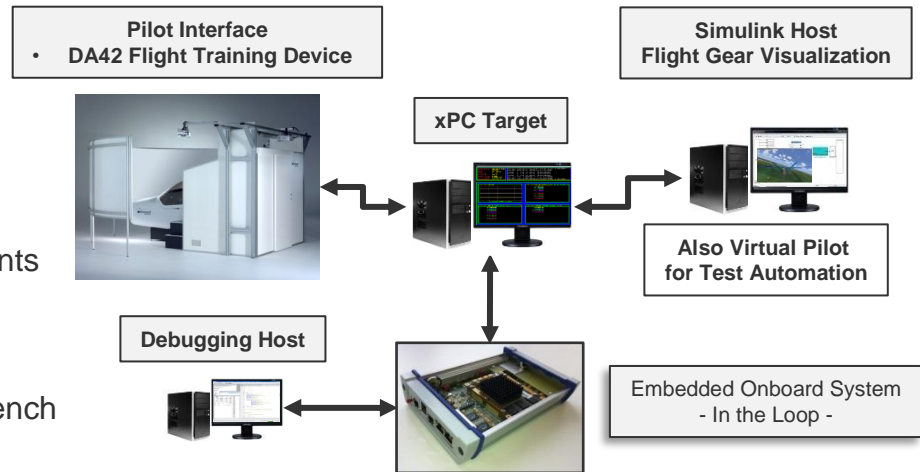 Pilot Interface
• DA42 Flight Training Device
Simulink Host
Flight Gear Visualization
xPC Target
nts
Also Virtual Pilot
for Test Automation
Debugging Host
ench
Embedded Onboard System
- In the Loop -